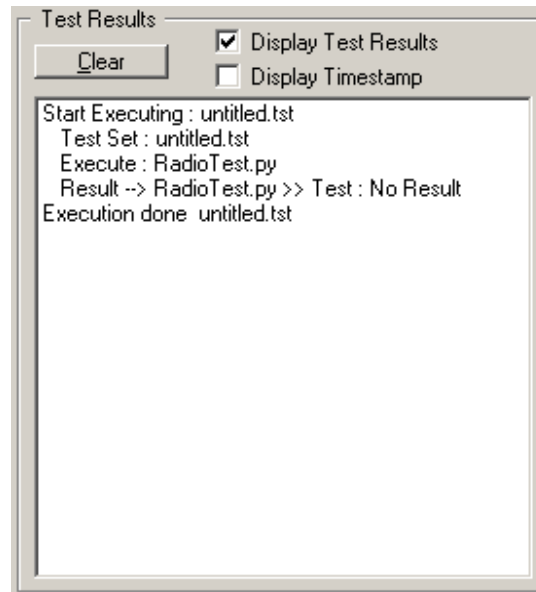 Test Results
Clear
Display Test Results
Display Timestamp
Start Executing : untitled.tst
Test Set : untitled.tst
Execute : RadioTest.py
Result --> RadioTest.py >> Test : No Result
Execution done  untitled.tst